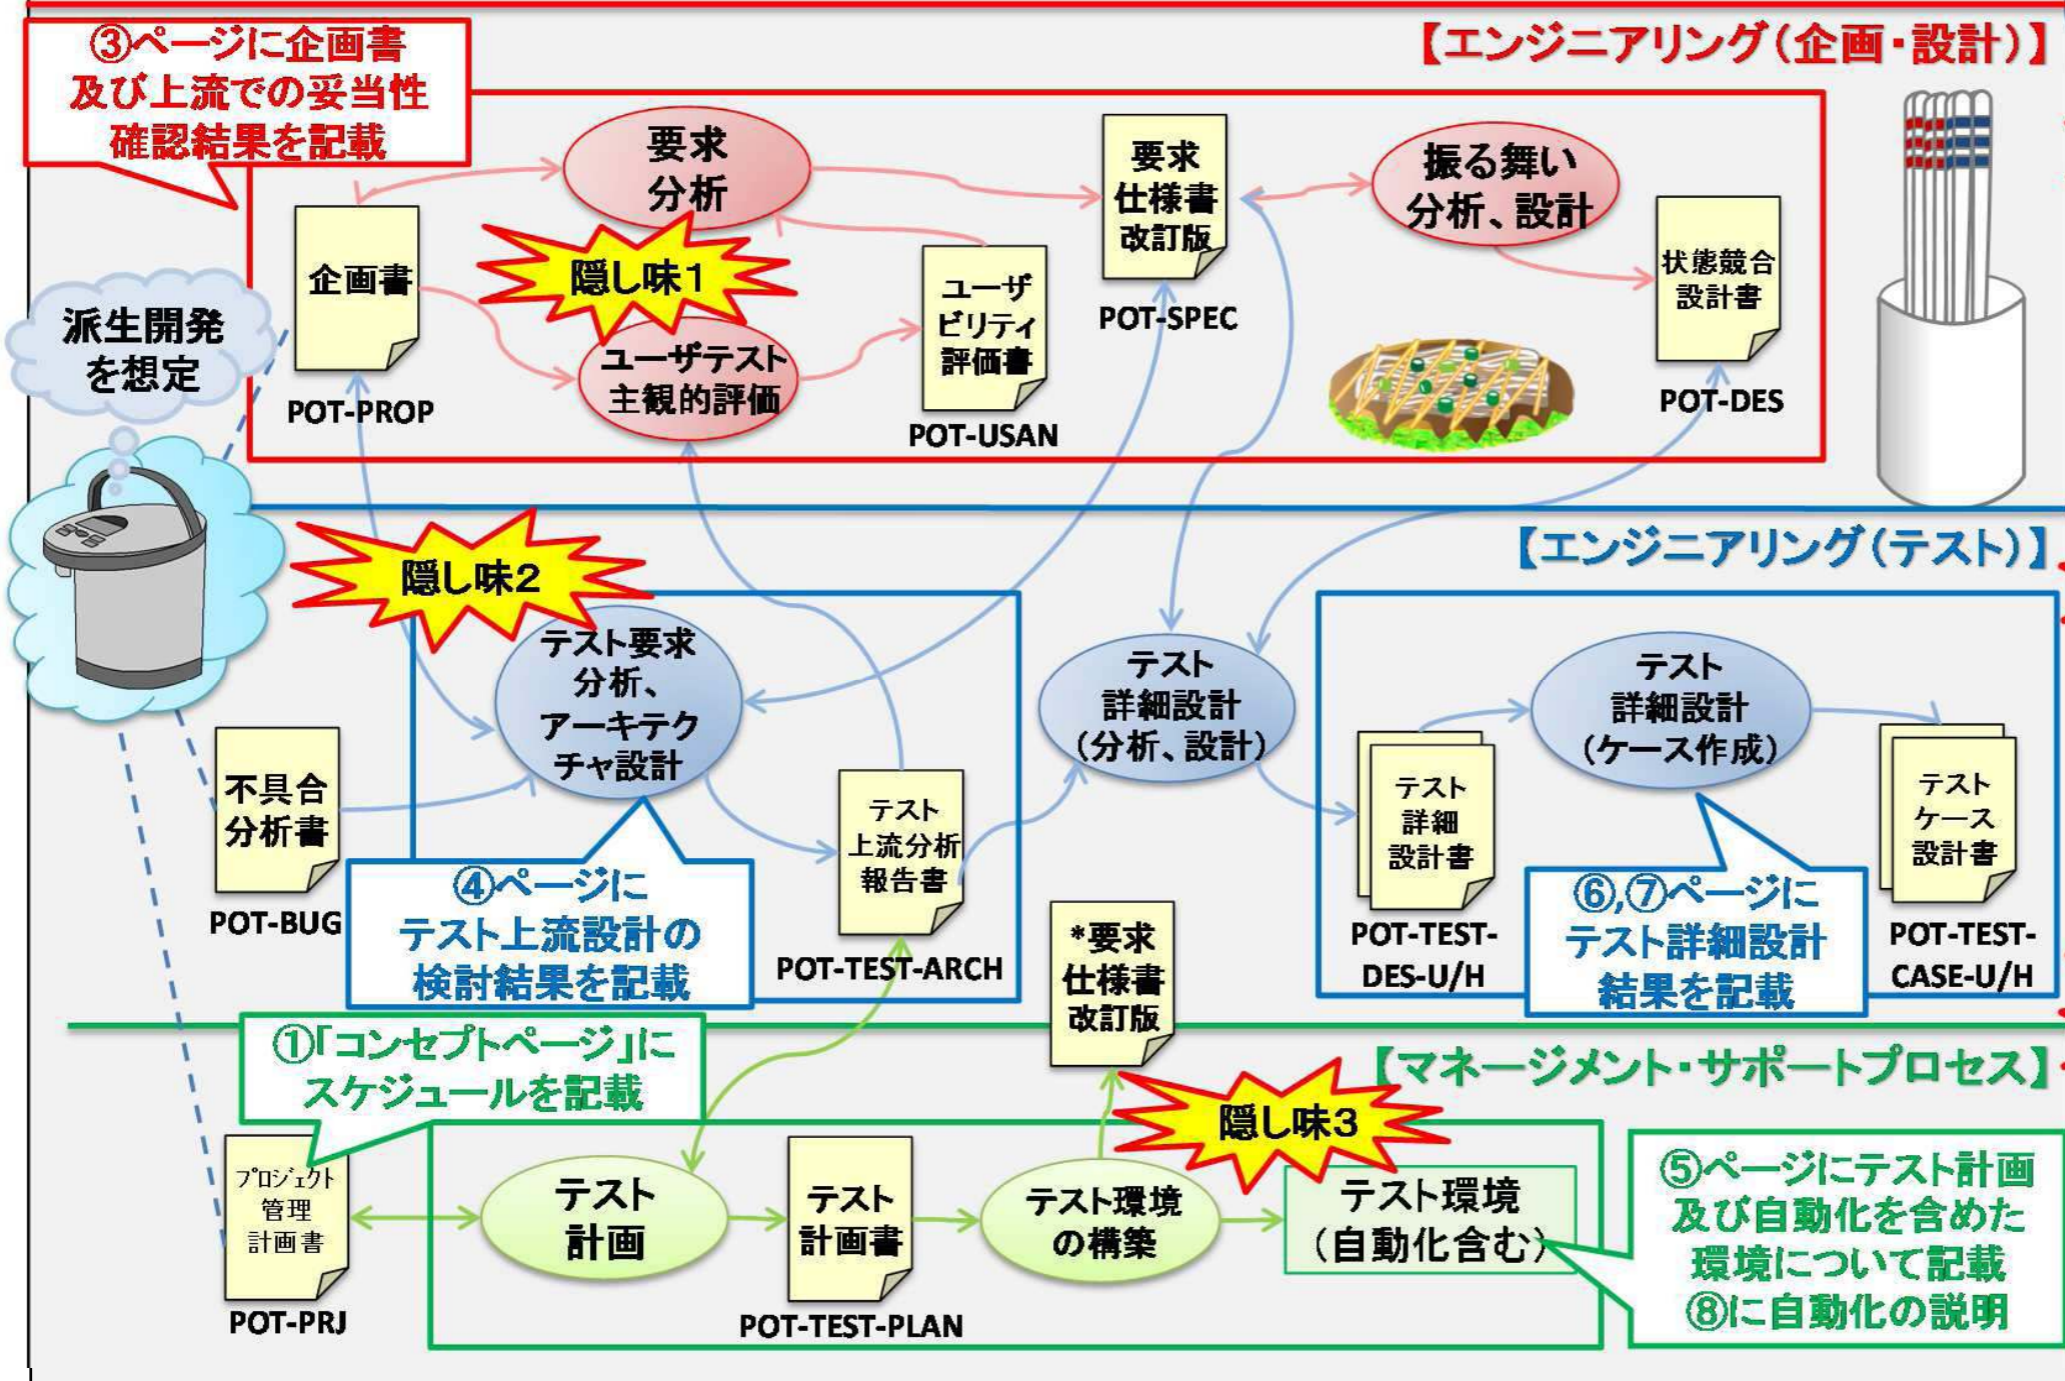 【エンジニアリング(企画・設計)】
③ページに企画書
及び上流での妥当性
確認結果を記載
要求
分析
要求
仕様書
改訂版
POT-SPEC
振る舞い
分析、設計
状態競合
設計書
POT-DES
企画書
POT-PROP
隠し味1
ユーザテスト
主観的評価
ユーザ
ビリティ
評価書
POT-USAN
派生開発
を想定
【エンジニアリング(テスト)】
隠し味2
テスト要求
分析、
アーキテク
チャ設計
テスト
詳細設計
(分析、設計)
テスト
詳細設計
(ケース作成)
不具合
分析書
POT-BUG
テスト
上流分析
報告書
POT-TEST-ARCH
テスト
詳細
設計書
POT-TEST-
DES-U/H
テスト
ケース
設計書
POT-TEST-
CASE-U/H
④ページに
テスト上流設計の
検討結果を記載
⑥,⑦ページに
テスト詳細設計
結果を記載
*要求
仕様書
改訂版
【マネージメント・サポートプロセス】
①「コンセプトページ」に
スケジュールを記載
隠し味3
プロジェクト
管理
計画書
POT-PRJ
テスト
計画
テスト
計画書
POT-TEST-PLAN
テスト環境
の構築
テスト環境
(自動化含む)
⑤ページにテスト計画
及び自動化を含めた
環境について記載
⑧に自動化の説明